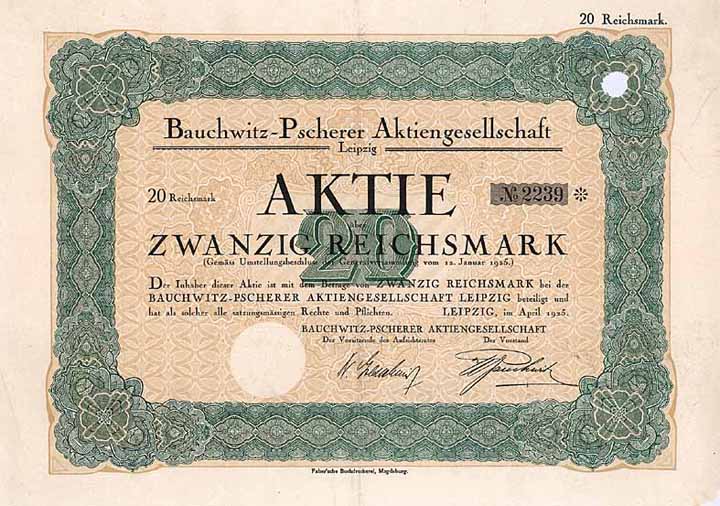 20 Reichsmark.
Bauchwitz-Pscherer Aktiengesellschaft
Leipzig
20 Reichsmark AKTIE № 2239 ✻
über
ZWANZIG REICHSMARK
20
(Gemäß Umstellungsbeschluss der Generalversammlung vom 12. Januar 1925.)
Der Inhaber dieser Aktie ist mit dem Betrage von ZWANZIG REICHSMARK bei der
BAUCHWITZ-PSCHERER AKTIENGESELLSCHAFT LEIPZIG beteiligt und
hat als solcher alle satzungsmässigen Rechte und Pflichten. LEIPZIG, im April 1925.
BAUCHWITZ-PSCHERER AKTIENGESELLSCHAFT
Der Vorsitzende des Aufsichtsrates Der Vorstand
Faber'sche Buchdruckerei, Magdeburg.